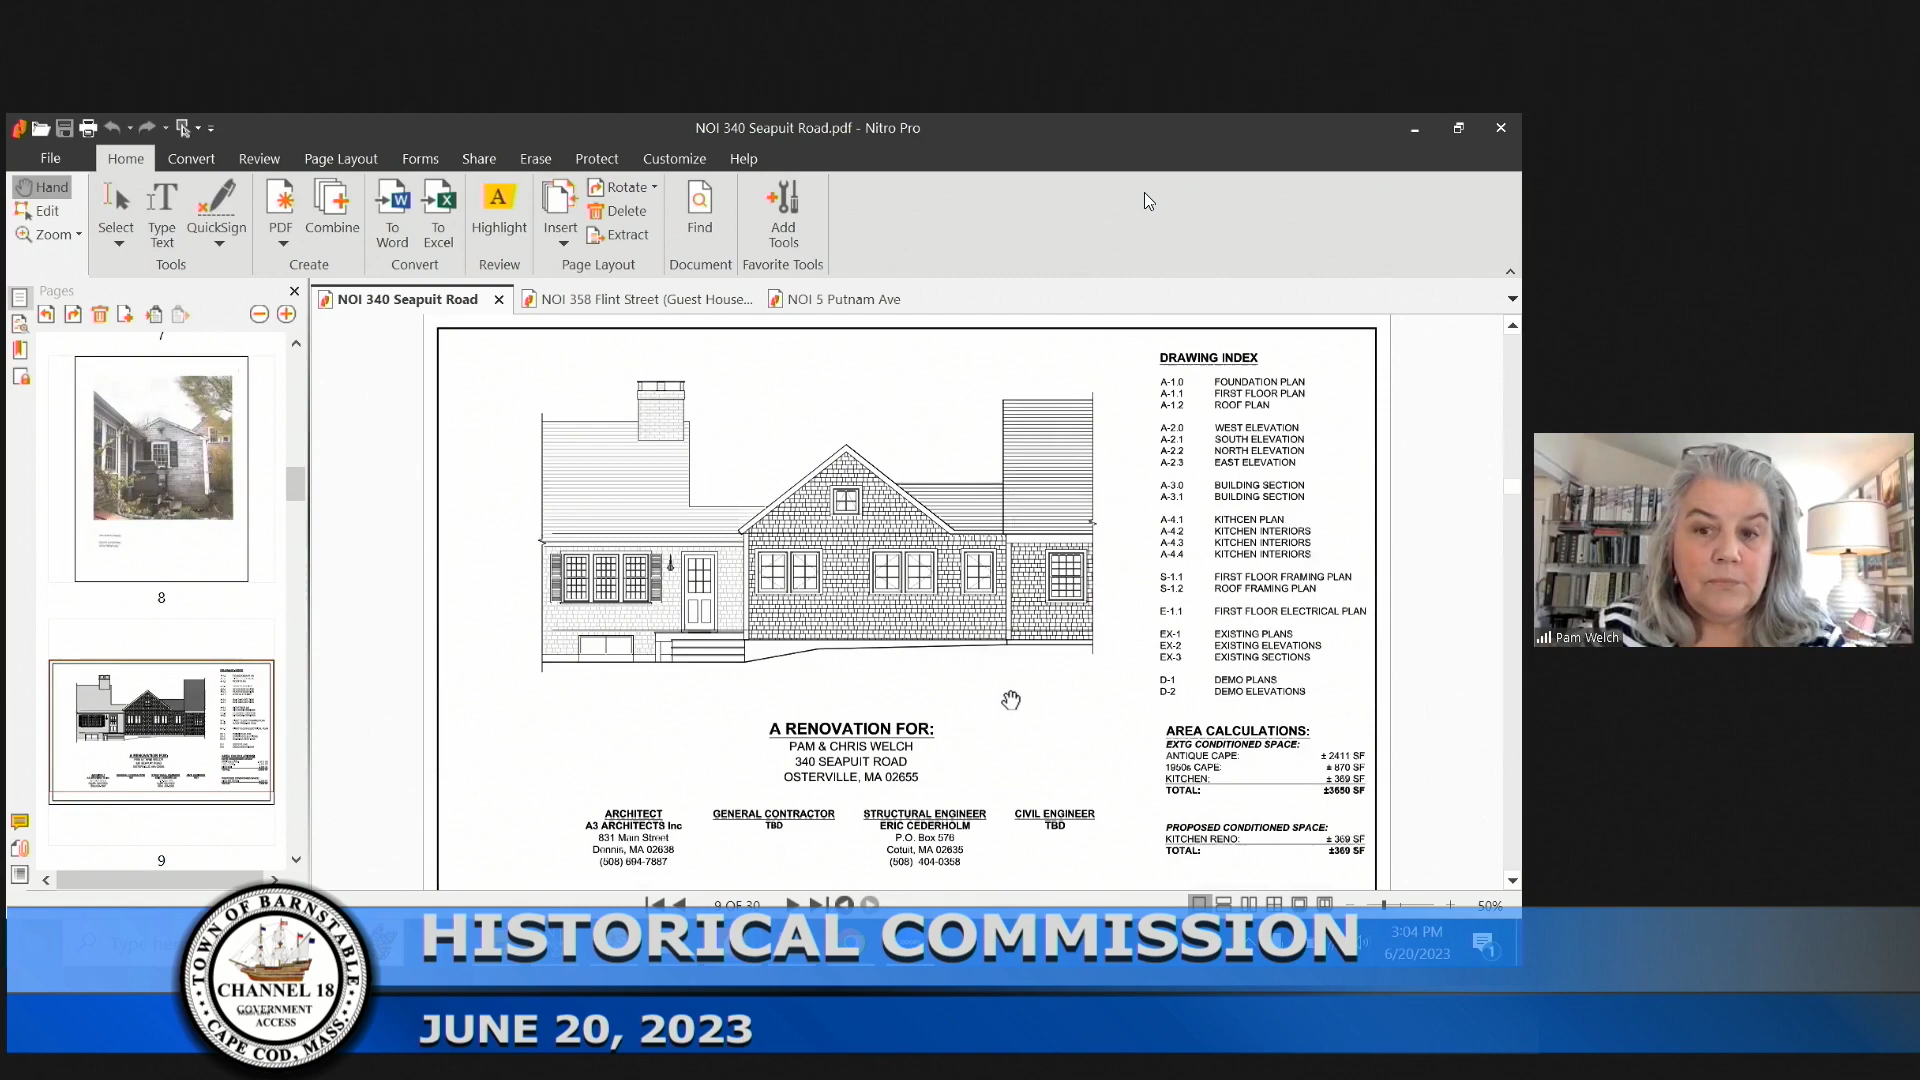 NOI 340 Seapuit Road.pdf - Nitro Pro
File Home Convert Review Page Layout Forms Share Erase Protect Customize Help
Hand
Edit
Zoom
Select
Type Text
QuickSign
Tools
PDF
Combine
Create
To Word
To Excel
Convert
Highlight
Review
Insert
Rotate
Delete
Extract
Page Layout
Find
Document
Add Tools
Favorite Tools
Pages
NOI 340 Seapuit Road
NOI 358 Flint Street (Guest House...
NOI 5 Putnam Ave
7
8
9
DRAWING INDEX
A-1.0 FOUNDATION PLAN
A-1.1 FIRST FLOOR PLAN
A-1.2 ROOF PLAN
A-2.0 WEST ELEVATION
A-2.1 SOUTH ELEVATION
A-2.2 NORTH ELEVATION
A-2.3 EAST ELEVATION
A-3.0 BUILDING SECTION
A-3.1 BUILDING SECTION
A-4.1 KITHCEN PLAN
A-4.2 KITCHEN INTERIORS
A-4.3 KITCHEN INTERIORS
A-4.4 KITCHEN INTERIORS
S-1.1 FIRST FLOOR FRAMING PLAN
S-1.2 ROOF FRAMING PLAN
E-1.1 FIRST FLOOR ELECTRICAL PLAN
EX-1 EXISTING PLANS
EX-2 EXISTING ELEVATIONS
EX-3 EXISTING SECTIONS
D-1 DEMO PLANS
D-2 DEMO ELEVATIONS
A RENOVATION FOR:
PAM & CHRIS WELCH
340 SEAPUIT ROAD
OSTERVILLE, MA 02655
ARCHITECT
A3 ARCHITECTS Inc
831 Main Street
Dennis, MA 02638
(508) 694-7887
GENERAL CONTRACTOR
TBD
STRUCTURAL ENGINEER
ERIC CEDERHOLM
P.O. Box 576
Cotuit, MA 02635
(508) 404-0358
CIVIL ENGINEER
TBD
AREA CALCULATIONS:
EXTG CONDITIONED SPACE:
ANTIQUE CAPE: ± 2411 SF
1950s CAPE: ± 870 SF
KITCHEN: ± 369 SF
TOTAL: ±3650 SF
PROPOSED CONDITIONED SPACE:
KITCHEN RENO: ± 369 SF
TOTAL: ±369 SF
9 OF 30
50%
Pam Welch
Type he
3:04 PM
6/20/2023
1
TOWN OF BARNSTABLE
CHANNEL 18
GOVERNMENT
ACCESS
CAPE COD, MASS.
HISTORICAL COMMISSION
JUNE 20, 2023